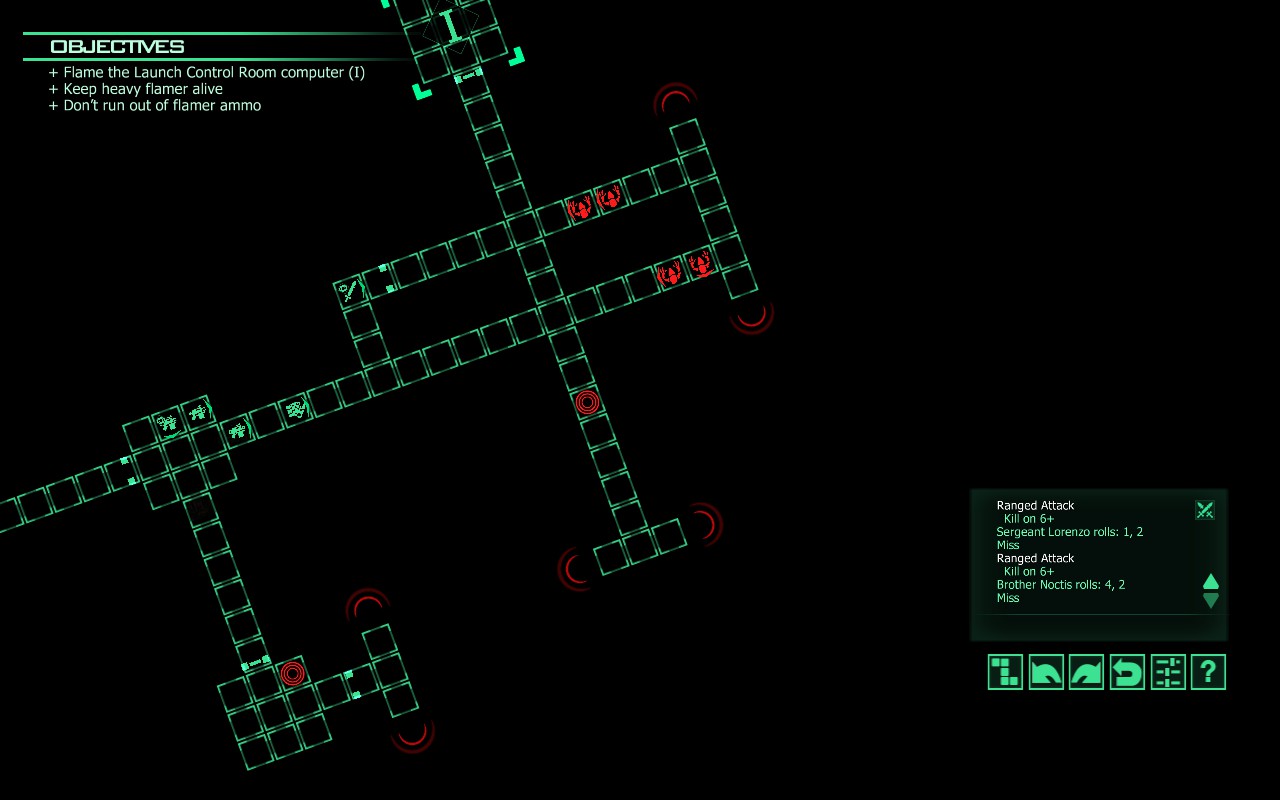 I
OBJECTIVES
+ Flame the Launch Control Room computer (I)
+ Keep heavy flamer alive
+ Don't run out of flamer ammo
Ranged Attack
Kill on 6+
Sergeant Lorenzo rolls: 1, 2
Miss
Ranged Attack
Kill on 6+
Brother Noctis rolls: 4, 2
Miss
?